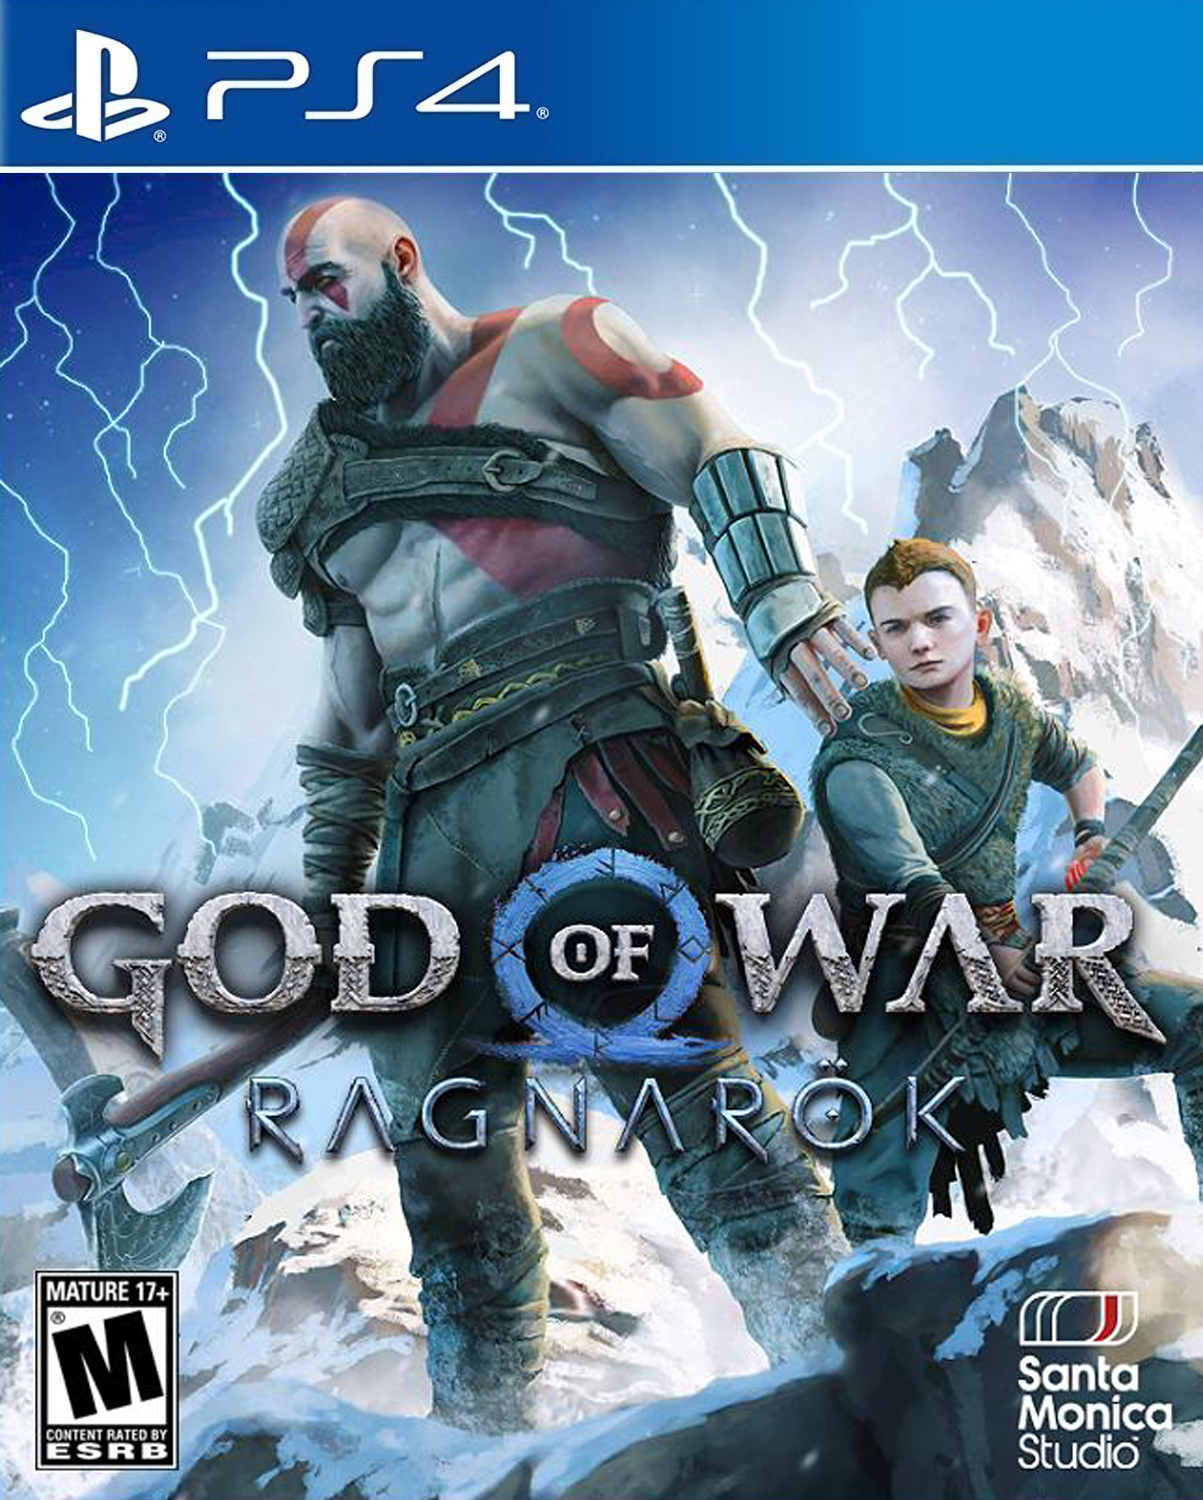 PS4®
GOD OF WAR
RAGNARÖK
MATURE 17+
M®
CONTENT RATED BY
ESRB
Santa
Monica
Studio